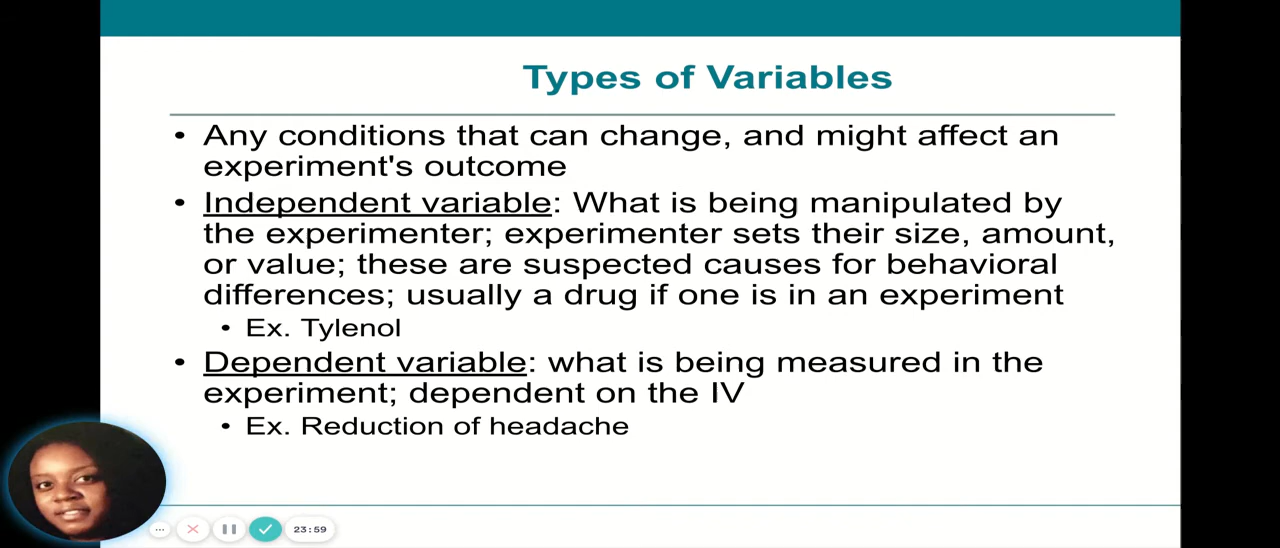 Types of Variables
• Any conditions that can change, and might affect an
experiment's outcome
• Independent variable: What is being manipulated by
the experimenter; experimenter sets their size, amount,
or value; these are suspected causes for behavioral
differences; usually a drug if one is in an experiment
• Ex. Tylenol
• Dependent variable: what is being measured in the
experiment; dependent on the IV
• Ex. Reduction of headache
23:59